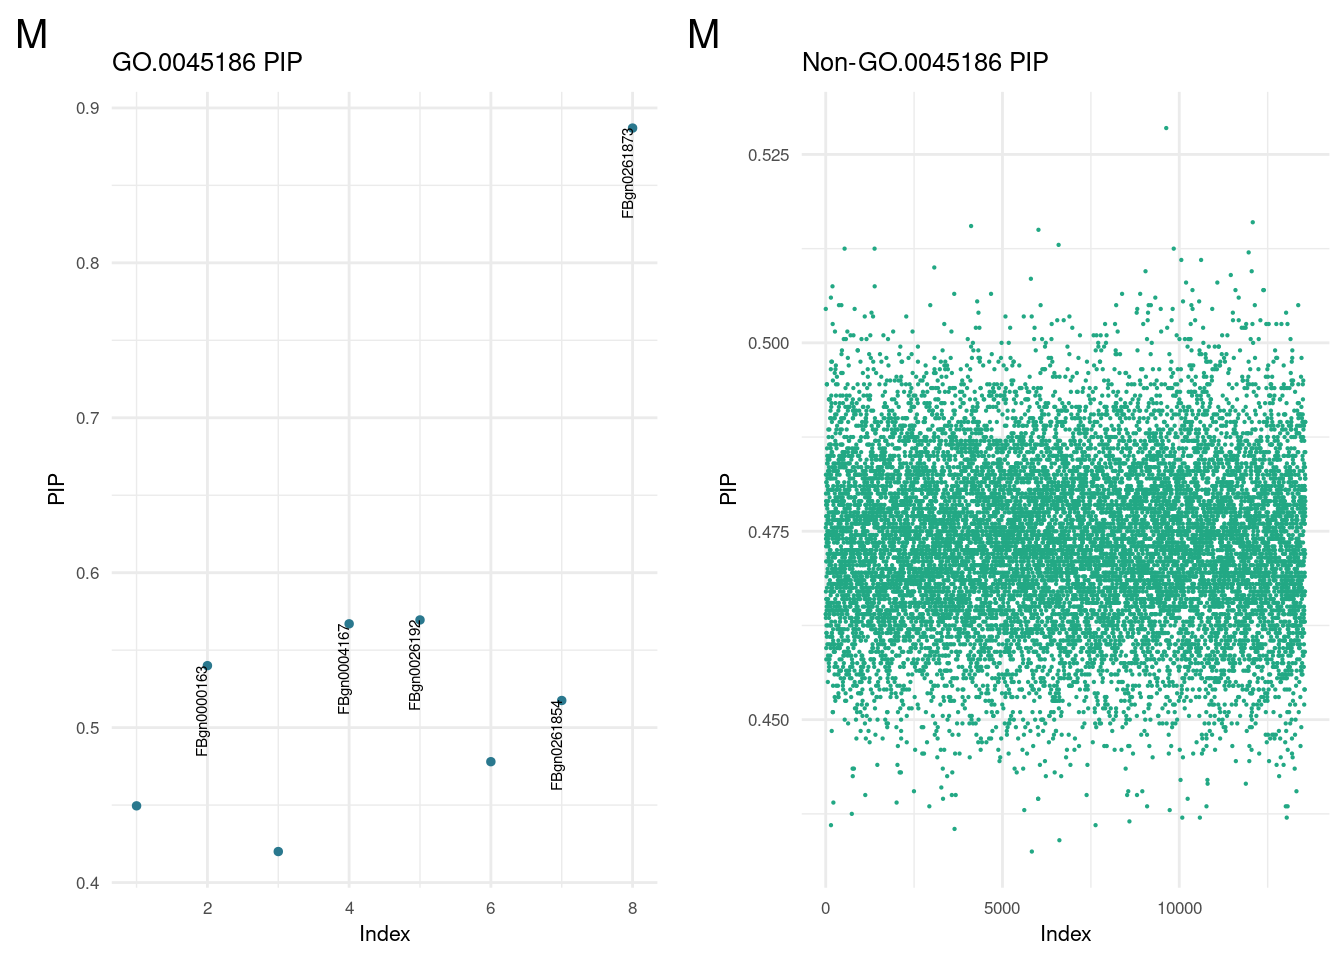 M
GO.0045186 PIP
0.9
0.8
0.7
0.6
0.5
0.4
PIP
FBgn0000163
FBgn0004167
FBgn0026192
FBgn0261854
FBgn0261873
2
4
6
8
Index
M
Non-GO.0045186 PIP
0.525
0.500
0.475
0.450
PIP
0
5000
10000
Index